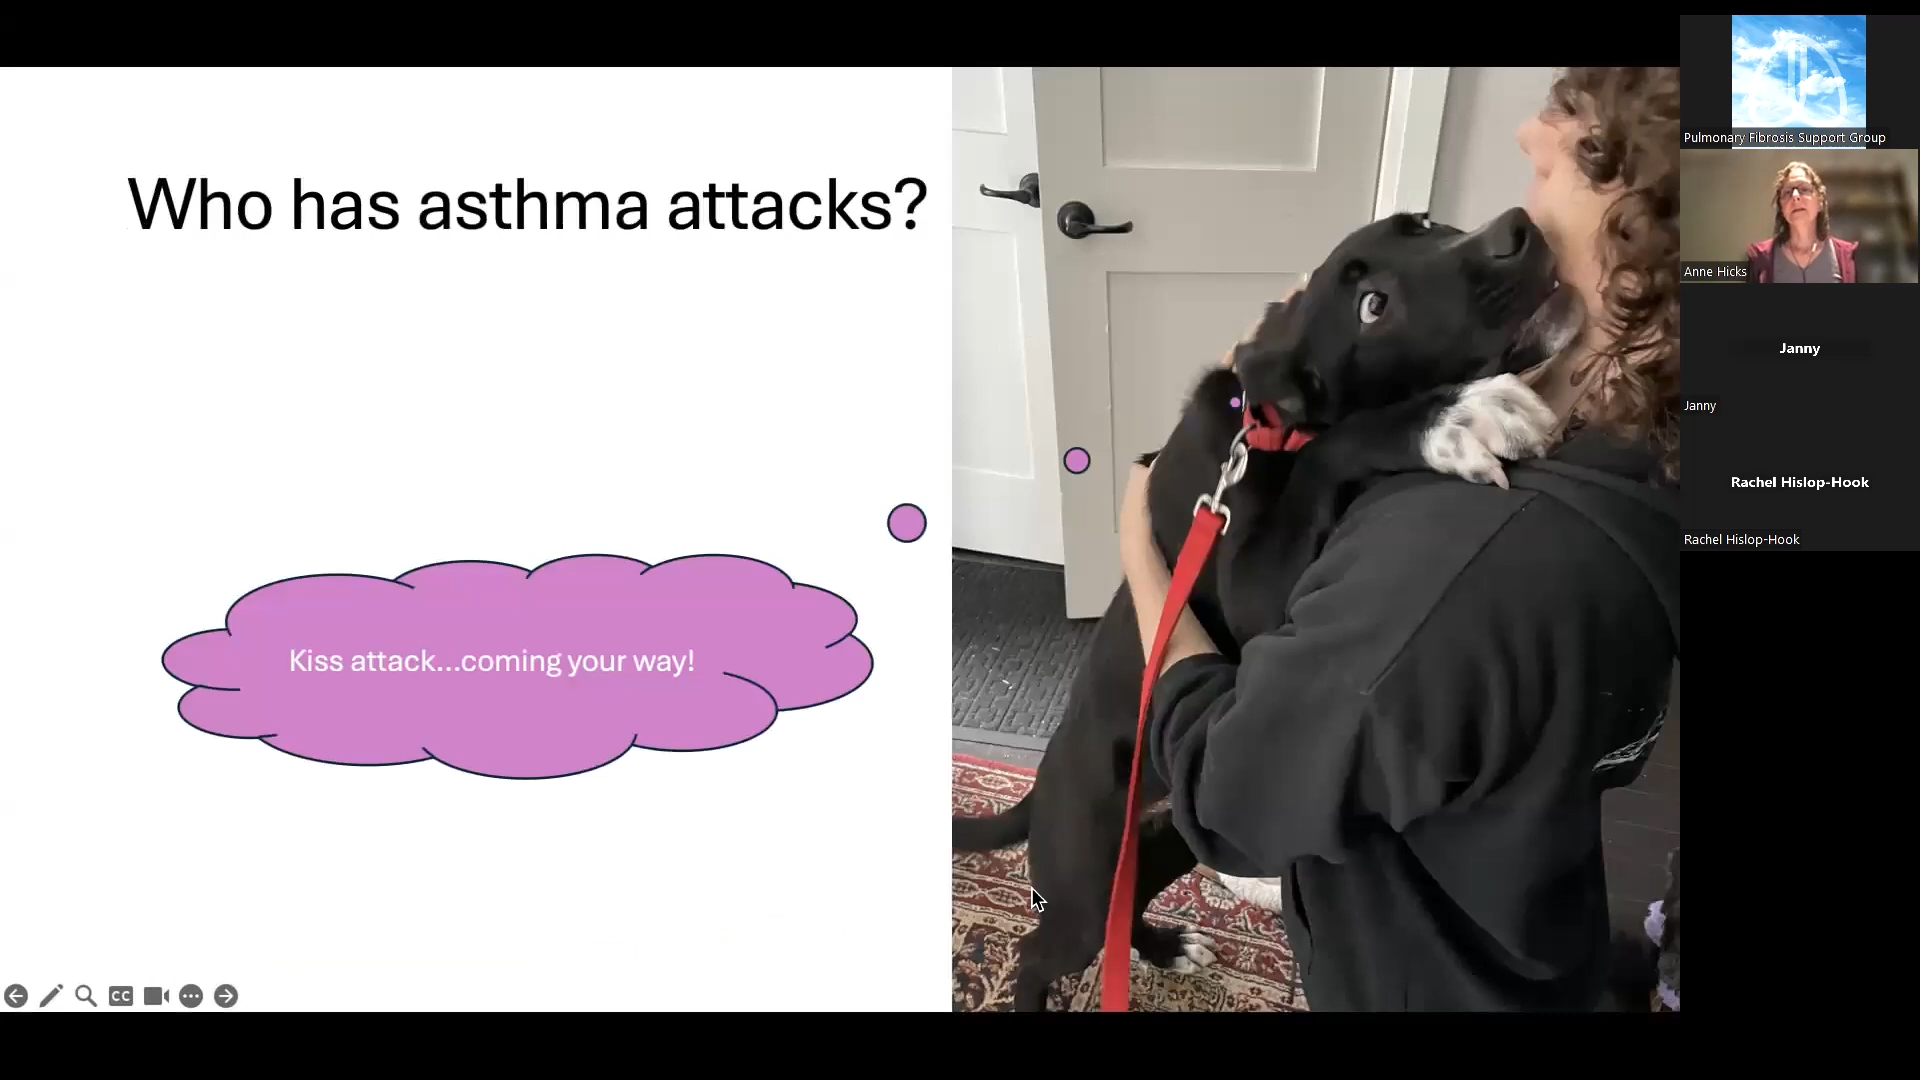 Who has asthma attacks?
Kiss attack...coming your way!
CC
Pulmonary Fibrosis Support Group
Anne Hicks
Janny
Janny
Rachel Hislop-Hook
Rachel Hislop-Hook